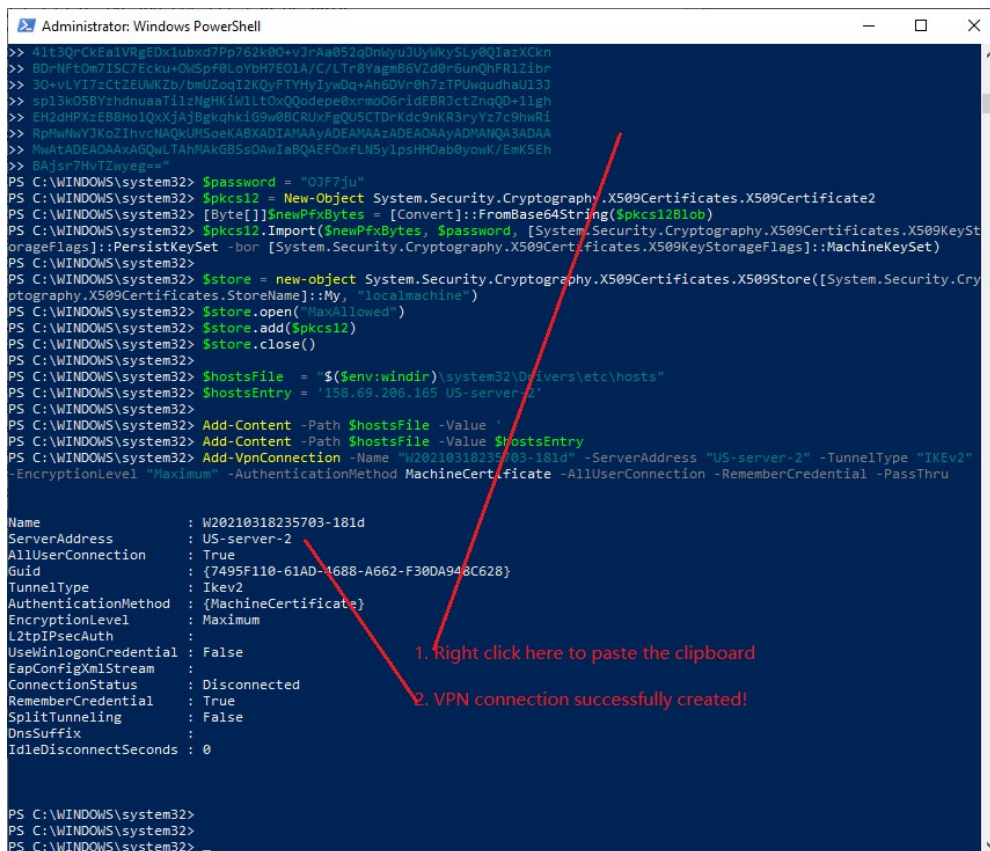 Administrator: Windows PowerShell
>> 4lt3QrCkEa1VRgEDx1ubxd7Pp762k0O+vJrAa052qDnWyuJUyWkySLy0QIazXCkn
>> BDrNFtOm7ISC7Ecku+OWSpf0LoYbH7EOlA/C/LTr8YagmB6VZd0r6unQhFRlZibr
>> 3O+vLYI7zCtZEUWKZb/bmUZoqI2KQyFTYHyIywDq+Ah6DVr0h7zTPUwqudhaUl3J
>> spl3kO5BYzhdnuaaTilzNgHKiW1LtOxQQodepe0xrmoO6ridEBRJctZnqQD+1lgh
>> EH2dHPXzEB8Ho1QxXjAjBgkqhkiG9w0BCRUxFgQU5CTDrKdc9nKR3ryYz7c9hwRi
>> RpMwNwYJKoZIhvcNAQkUMSoeKABXADIAMAAyADEAMAAzADEAOAAyADMANQA3ADAA
>> MwAtADEAOAAxAGQwLTAhMAkGBSsOAwIaBQAEFOxfLN5ylpsHHOab0yowK/EmK5Eh
>> BAjsr7HvTZwyeg=="
PS C:\WINDOWS\system32> $password = "OJF7ju"
PS C:\WINDOWS\system32> $pkcs12 = New-Object System.Security.Cryptography.X509Certificates.X509Certificate2
PS C:\WINDOWS\system32> [Byte[]]$newPfxBytes = [Convert]::FromBase64String($pkcs12Blob)
PS C:\WINDOWS\system32> $pkcs12.Import($newPfxBytes, $password, [System.Security.Cryptography.X509Certificates.X509KeySt
orageFlags]::PersistKeySet -bor [System.Security.Cryptography.X509Certificates.X509KeyStorageFlags]::MachineKeySet)
PS C:\WINDOWS\system32>
PS C:\WINDOWS\system32> $store = new-object System.Security.Cryptography.X509Certificates.X509Store([System.Security.Cry
ptography.X509Certificates.StoreName]::My, "localmachine")
PS C:\WINDOWS\system32> $store.open("MaxAllowed")
PS C:\WINDOWS\system32> $store.add($pkcs12)
PS C:\WINDOWS\system32> $store.close()
PS C:\WINDOWS\system32>
PS C:\WINDOWS\system32> $hostsFile  = "$($env:windir)\system32\Drivers\etc\hosts"
PS C:\WINDOWS\system32> $hostsEntry = '158.69.206.165 US-server-2'
PS C:\WINDOWS\system32>
PS C:\WINDOWS\system32> Add-Content -Path $hostsFile -Value '
PS C:\WINDOWS\system32> Add-Content -Path $hostsFile -Value $hostsEntry
PS C:\WINDOWS\system32> Add-VpnConnection -Name "W20210318235703-181d" -ServerAddress "US-server-2" -TunnelType "IKEv2"
-EncryptionLevel "Maximum" -AuthenticationMethod MachineCertificate -AllUserConnection -RememberCredential -PassThru
Name                  : W20210318235703-181d
ServerAddress         : US-server-2
AllUserConnection     : True
Guid                  : {7495F110-61AD-4688-A662-F30DA948C628}
TunnelType            : Ikev2
AuthenticationMethod  : {MachineCertificate}
EncryptionLevel       : Maximum
L2tpIPsecAuth         :
UseWinlogonCredential : False
EapConfigXmlStream    :
ConnectionStatus      : Disconnected
RememberCredential    : True
SplitTunneling        : False
DnsSuffix             :
IdleDisconnectSeconds : 0
1. Right click here to paste the clipboard
2. VPN connection successfully created!
PS C:\WINDOWS\system32>
PS C:\WINDOWS\system32>
PS C:\WINDOWS\system32> _